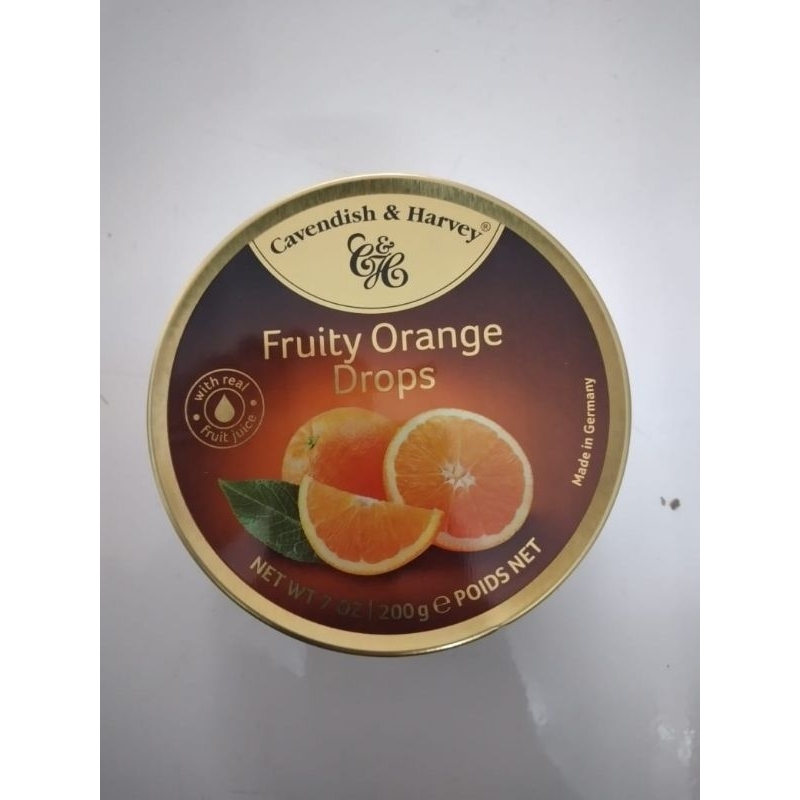 Cavendish & Harvey®
C&H
Fruity Orange
Drops
with real
fruit juice
Made in Germany
NET WT 7 OZ | 200 g ℮ POIDS NET